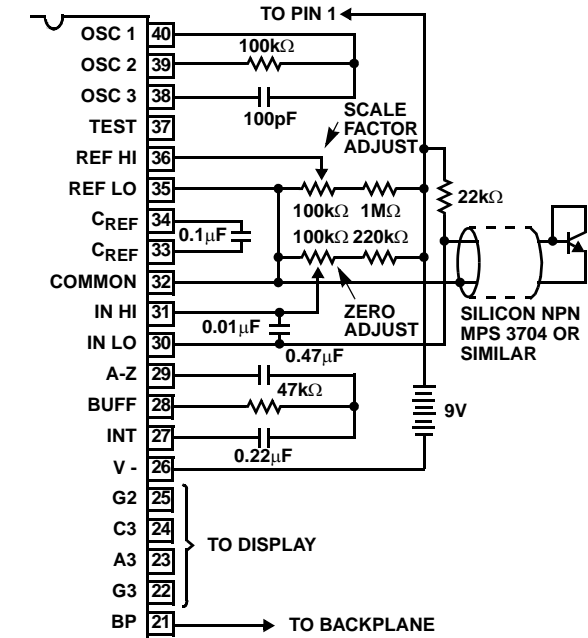 TO PIN 1
OSC 1 40
100kΩ
OSC 2 39
OSC 3 38
100pF
TEST 37
SCALE
FACTOR
ADJUST
REF HI 36
REF LO 35
100kΩ 1MΩ
22kΩ
CREF 34
0.1µF
CREF 33
100kΩ 220kΩ
COMMON 32
ZERO
ADJUST
SILICON NPN
MPS 3704 OR
SIMILAR
IN HI 31
0.01µF
IN LO 30
0.47µF
A-Z 29
47kΩ
BUFF 28
9V
INT 27
0.22µF
V - 26
G2 25
C3 24
TO DISPLAY
A3 23
G3 22
BP 21
TO BACKPLANE